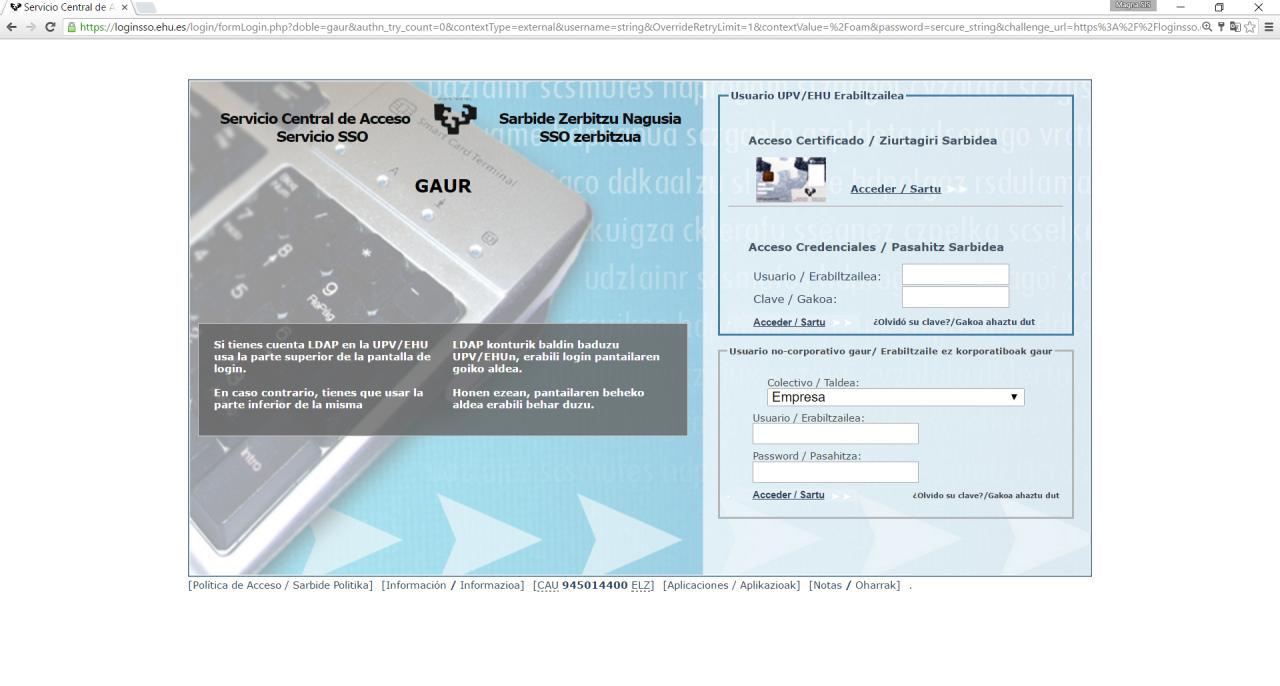 Servicio Central de A
Magna SIS
https://loginsso.ehu.es/login/formLogin.php?doble=gaur&authn_try_count=0&contextType=external&username=string&OverrideRetryLimit=1&contextValue=%2Foam&password=sercure_string&challenge_url=https%3A%2F%2Floginsso.
Servicio Central de Acceso
Servicio SSO
Sarbide Zerbitzu Nagusia
SSO zerbitzua
Smart Card Terminal
GAUR
Si tienes cuenta LDAP en la UPV/EHU
usa la parte superior de la pantalla de
login.
En caso contrario, tienes que usar la
parte inferior de la misma
LDAP konturik baldin baduzu
UPV/EHUn, erabili login pantailaren
goiko aldea.
Honen ezean, pantailaren beheko
aldea erabili behar duzu.
Intro
Usuario UPV/EHU Erabiltzailea
Acceso Certificado / Ziurtagiri Sarbidea
Acceder / Sartu
Acceso Credenciales / Pasahitz Sarbidea
Usuario / Erabiltzailea:
Clave / Gakoa:
Acceder / Sartu
¿Olvidó su clave?/Gakoa ahaztu dut
Usuario no-corporativo gaur/ Erabiltzaile ez korporatiboak gaur
Colectivo / Taldea:
Empresa
Usuario / Erabiltzailea:
Password / Pasahitza:
Acceder / Sartu
¿Olvido su clave?/Gakoa ahaztu dut
[Política de Acceso / Sarbide Politika] [Información / Informazioa] [CAU 945014400 ELZ] [Aplicaciones / Aplikazioak] [Notas / Oharrak] .